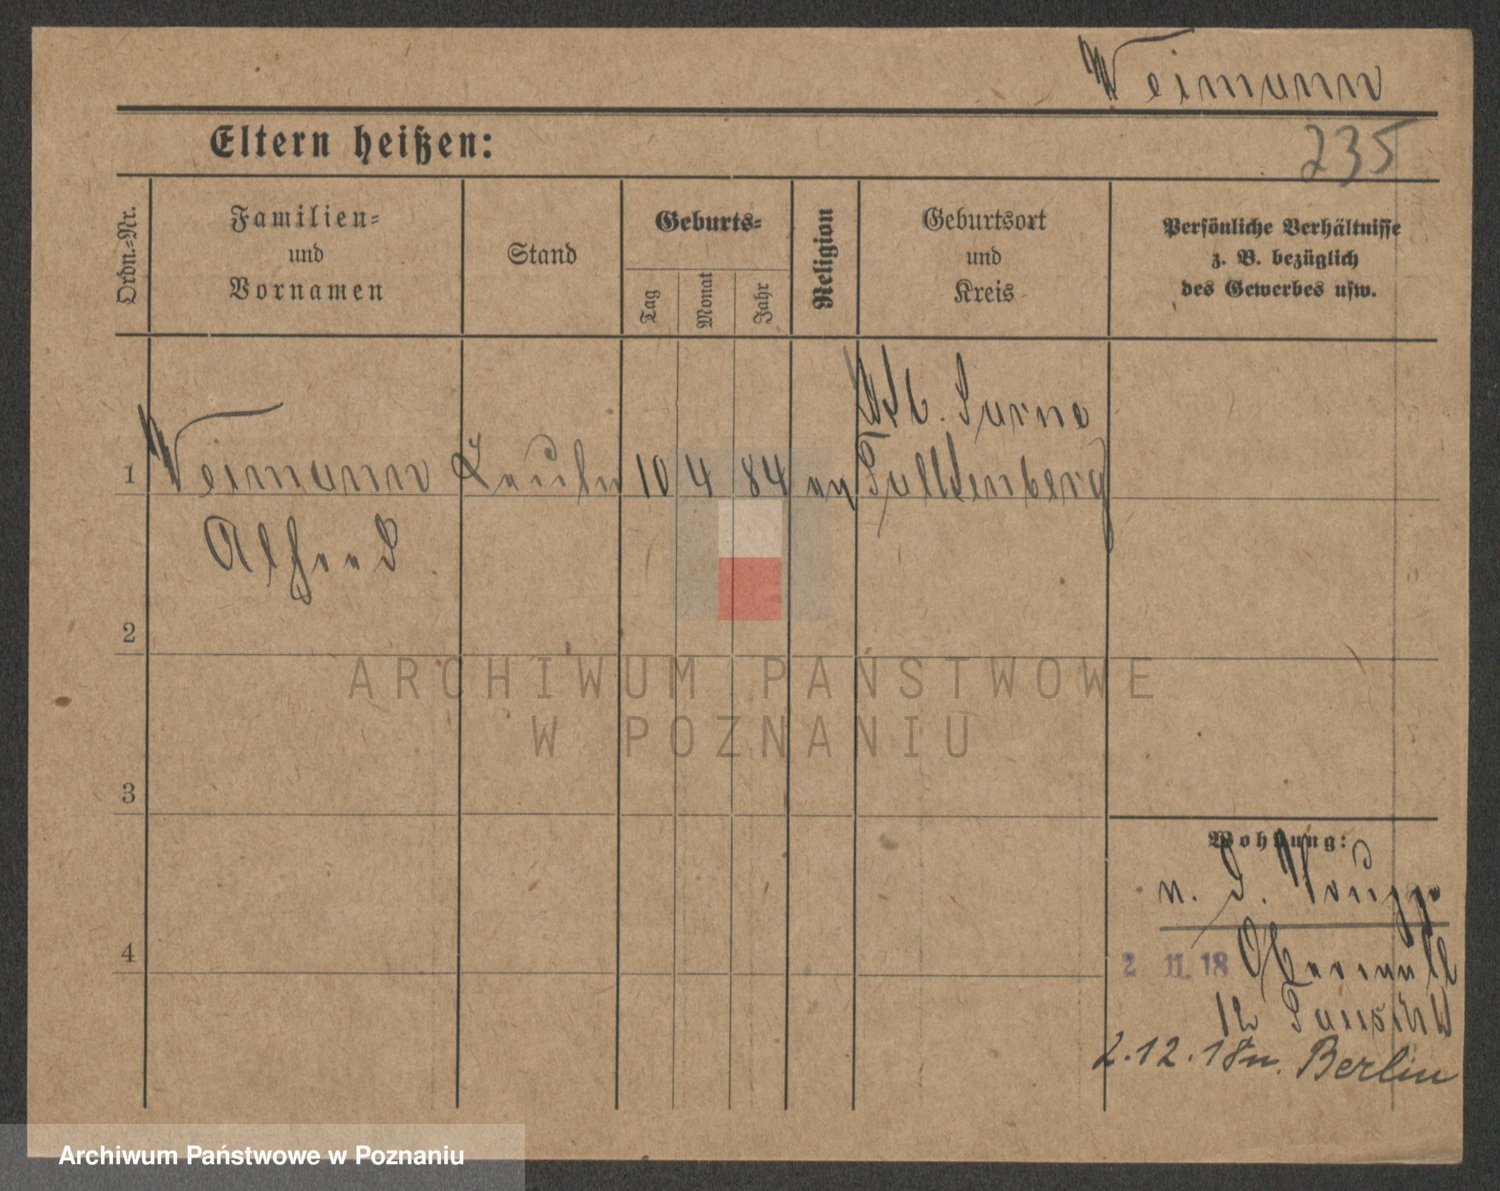 Weimann
Eltern heißen:
235
Ordn.=Nr.
Familien=
und
Vornamen
Stand
Geburts=
Tag
Monat
Jahr
Religion
Geburtsort
und
Kreis
Persönliche Verhältnisse
z. B. bezüglich
des Gewerbes usw.
1
Weimann
10 4 84
ev
Falkenberg
Alfred
2
3
4
Wohnung:
n. d.
2 11. 18
12
2.12.18 n. Berlin
ARCHIWUM PAŃSTWOWE
W POZNANIU
Archiwum Państwowe w Poznaniu